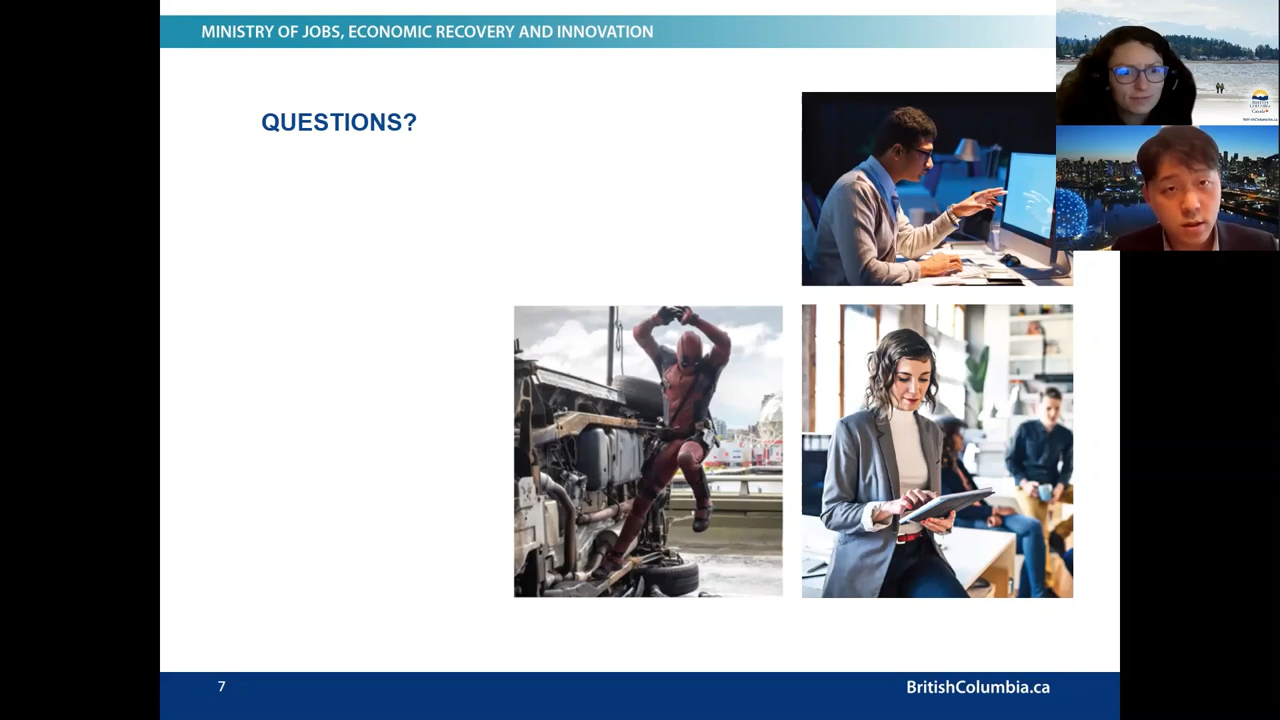 MINISTRY OF JOBS, ECONOMIC RECOVERY AND INNOVATION
QUESTIONS?
7
BritishColumbia.ca